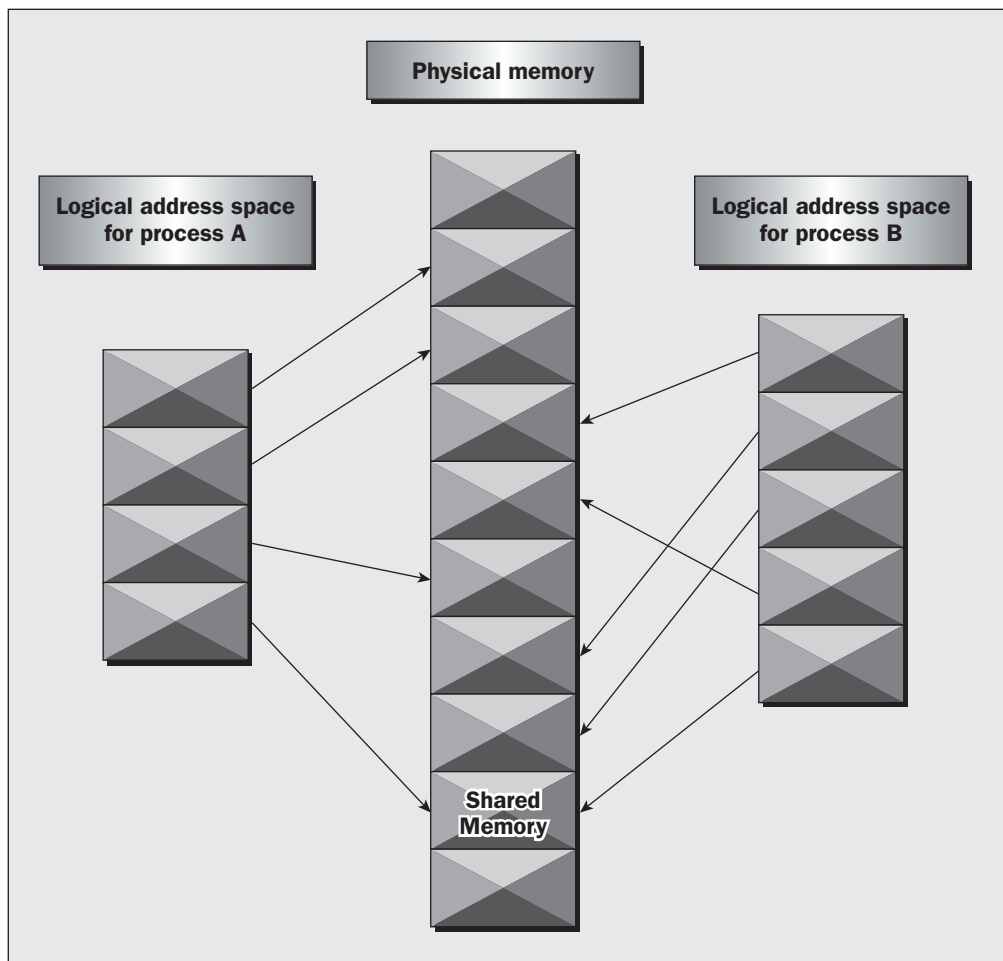 Physical memory
Logical address space
for process A
Logical address space
for process B
Shared
Memory